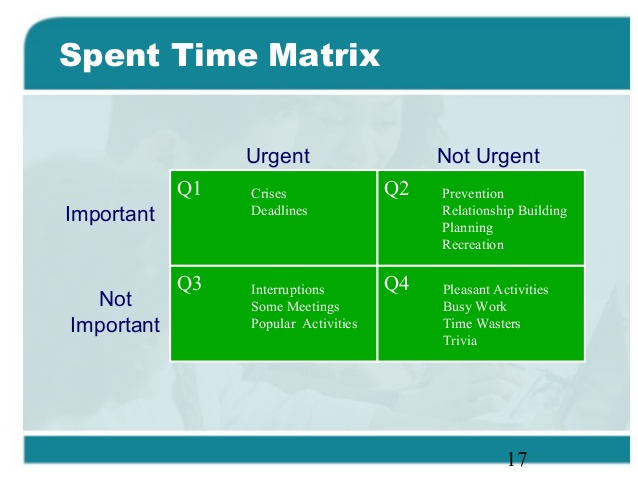 Spent Time Matrix
Urgent
Not Urgent
Important
Q1
Crises
Deadlines
Q2
Prevention
Relationship Building
Planning
Recreation
Not
Important
Q3
Interruptions
Some Meetings
Popular Activities
Q4
Pleasant Activities
Busy Work
Time Wasters
Trivia
17